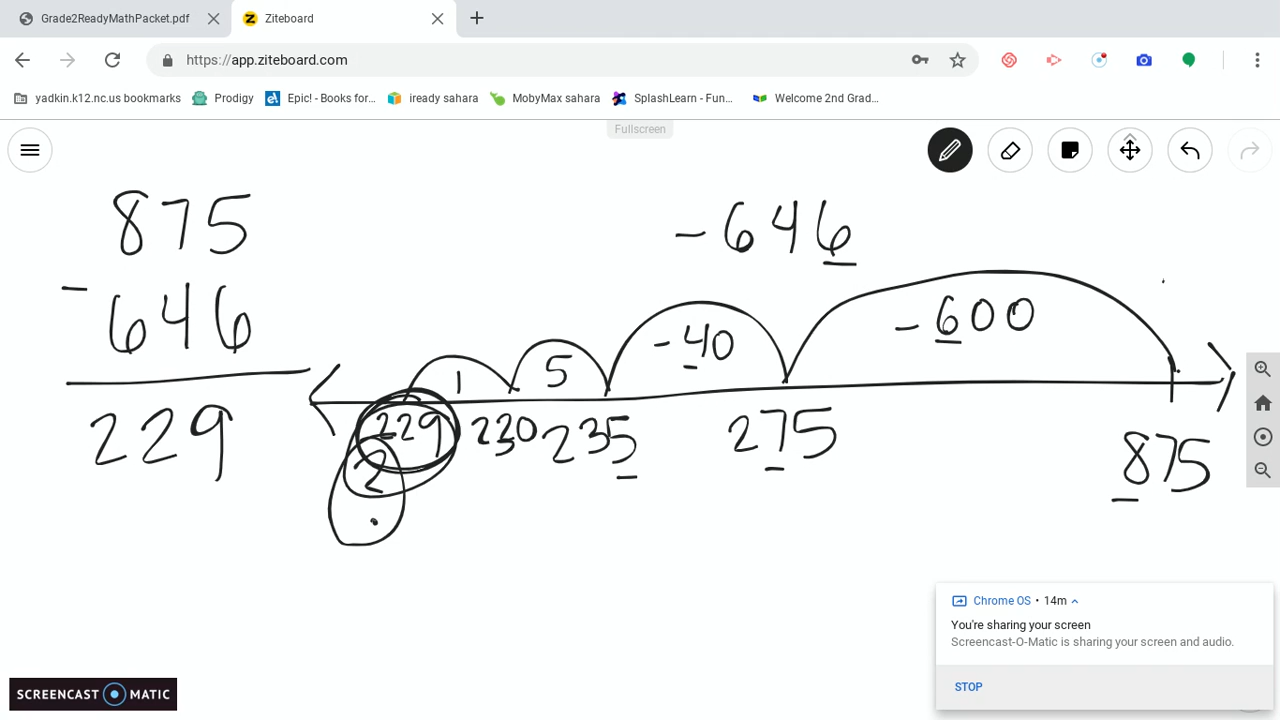 Grade2ReadyMathPacket.pdf
Ziteboard
https://app.ziteboard.com
yadkin.k12.nc.us bookmarks
Prodigy
Epic! - Books for...
iready sahara
MobyMax sahara
SplashLearn - Fun...
Welcome 2nd Grad...
Fullscreen
875
- 646
229
- 646
1
5
- 40
- 600
229
230
235
275
875
2
Chrome OS • 14m
You're sharing your screen
Screencast-O-Matic is sharing your screen and audio.
STOP
SCREENCAST MATIC